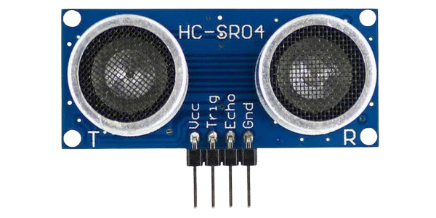 HC-SR04
Vcc
Trig
Echo
Gnd
T
R